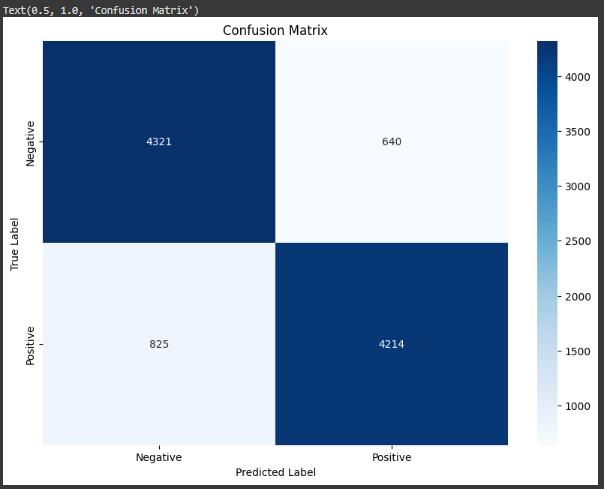 Text(0.5, 1.0, 'Confusion Matrix')
Confusion Matrix
True Label
Negative
4321
640
Positive
825
4214
Negative
Positive
Predicted Label
4000
3500
3000
2500
2000
1500
1000